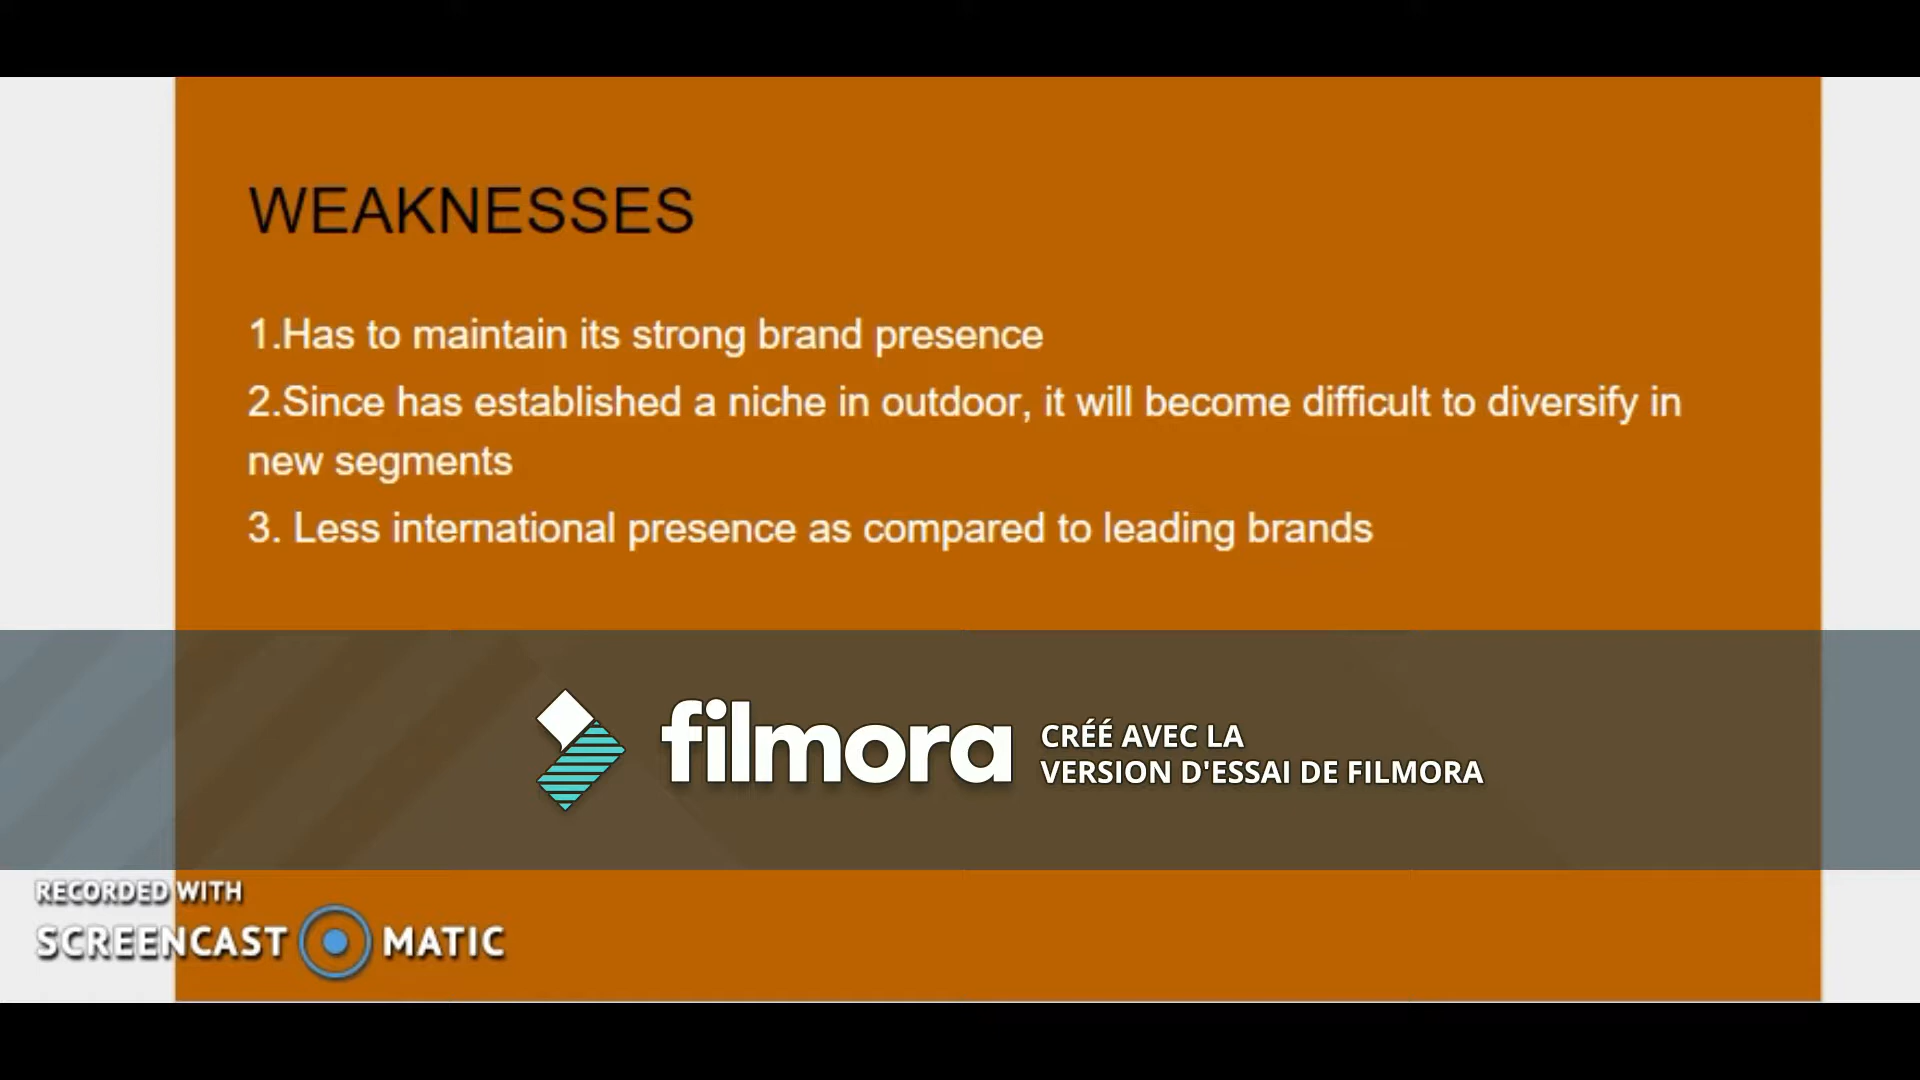 WEAKNESSES
1.Has to maintain its strong brand presence
2.Since has established a niche in outdoor, it will become difficult to diversify in
new segments
3. Less international presence as compared to leading brands
filmora
CRÉÉ AVEC LA
VERSION D'ESSAI DE FILMORA
RECORDED WITH
SCREENCAST MATIC